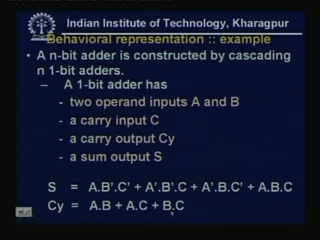 Indian Institute of Technology, Kharagpur
Behavioral representation :: example
• A n-bit adder is constructed by cascading
n 1-bit adders.
– A 1-bit adder has
- two operand inputs A and B
- a carry input C
- a carry output Cy
- a sum output S
S = A.B'.C' + A'.B'.C + A'.B.C' + A.B.C
Cy = A.B + A.C + B.C